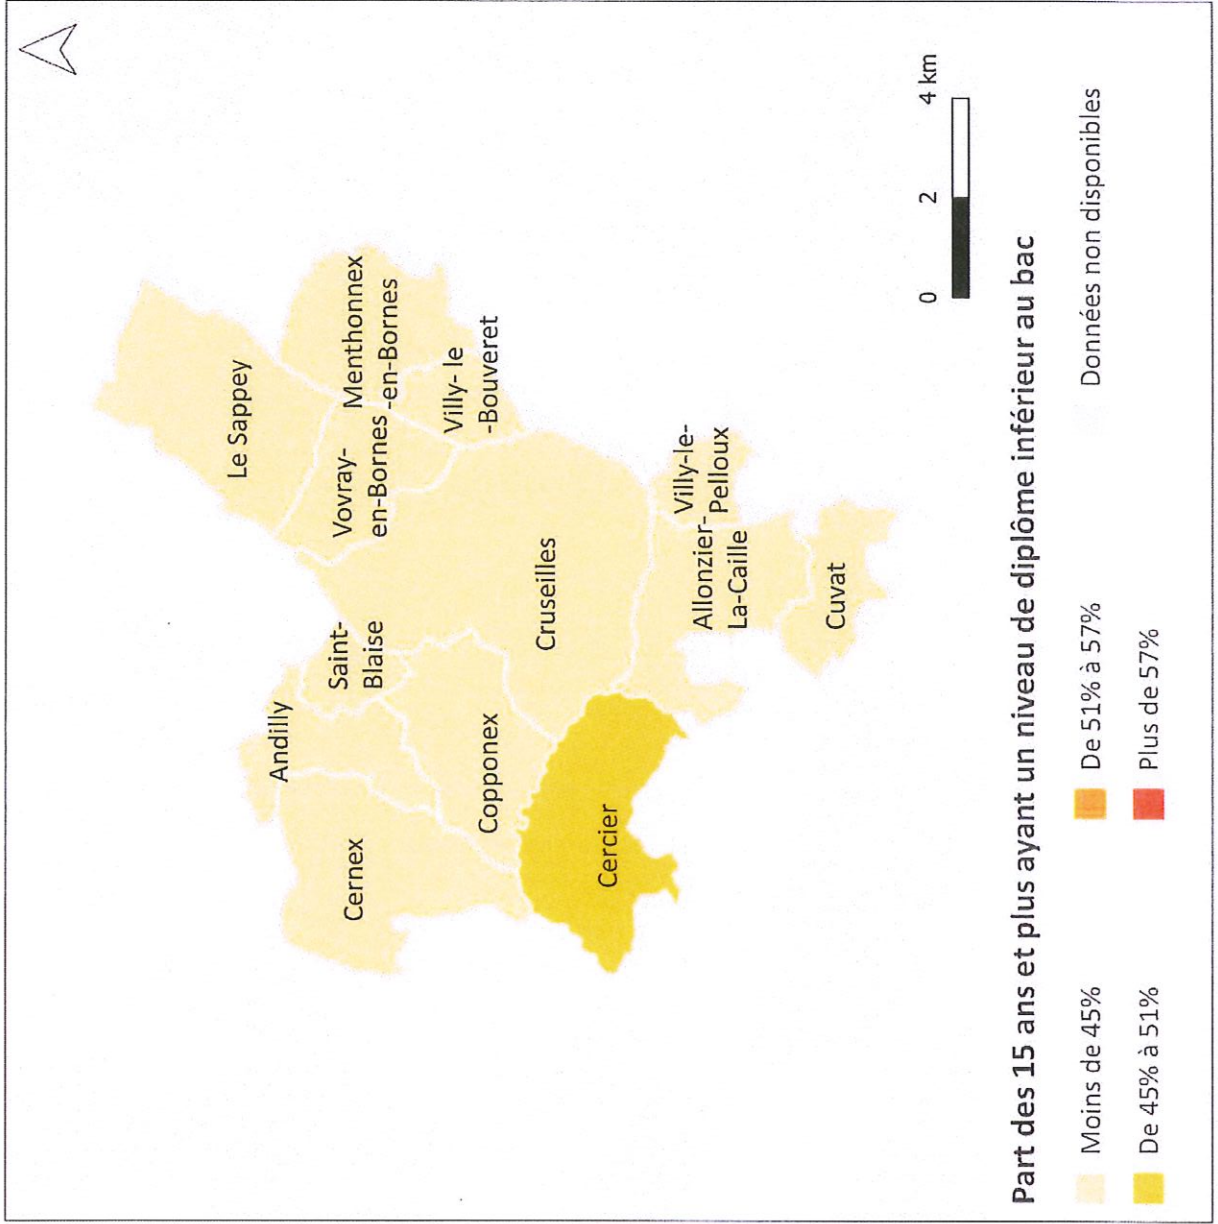 Le Sappey
Andilly
Saint-
Blaise
Vovray-
en-Bornes
Menthonnex
-en-Bornes
Cernex
Villy- le
-Bouveret
Copponex
Cruseilles
Cercier
Villy-le-
Pelloux
Allonzier-
La-Caille
Cuvat
0 2 4 km
Part des 15 ans et plus ayant un niveau de diplôme inférieur au bac
Moins de 45%
De 45% à 51%
De 51% à 57%
Plus de 57%
Données non disponibles